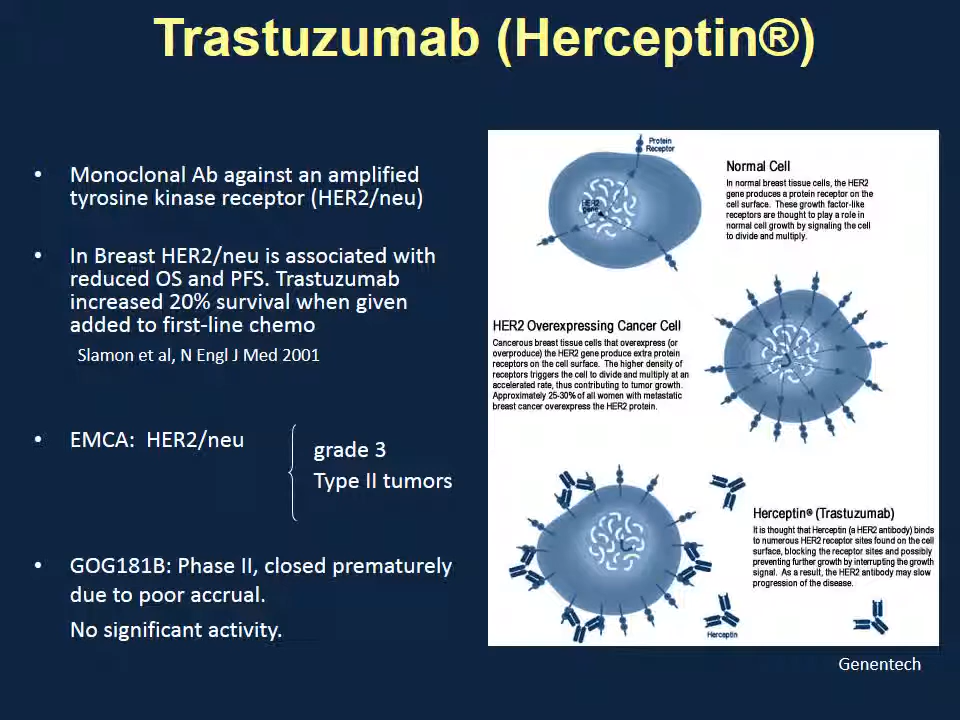 Trastuzumab (Herceptin®)
• Monoclonal Ab against an amplified
tyrosine kinase receptor (HER2/neu)
• In Breast HER2/neu is associated with
reduced OS and PFS. Trastuzumab
increased 20% survival when given
added to first-line chemo
Slamon et al, N Engl J Med 2001
• EMCA: HER2/neu
grade 3
Type II tumors
• GOG181B: Phase II, closed prematurely
due to poor accrual.
No significant activity.
Protein
Receptor
HER2
gene
Normal Cell
In normal breast tissue cells, the HER2
gene produces a protein receptor on the
cell surface. These growth factor-like
receptors are thought to play a role in
normal cell growth by signaling the cell
to divide and multiply.
HER2 Overexpressing Cancer Cell
Cancerous breast tissue cells that overexpress (or
overproduce) the HER2 gene produce extra protein
receptors on the cell surface. The higher density of
receptors triggers the cell to divide and multiply at an
accelerated rate, thus contributing to tumor growth.
Approximately 25-30% of all women with metastatic
breast cancer overexpress the HER2 protein.
Herceptin® (Trastuzumab)
It is thought that Herceptin (a HER2 antibody) binds
to numerous HER2 receptor sites found on the cell
surface, blocking the receptor sites and possibly
preventing further growth by interrupting the growth
signal. As a result, the HER2 antibody may slow
progression of the disease.
Herceptin
Genentech